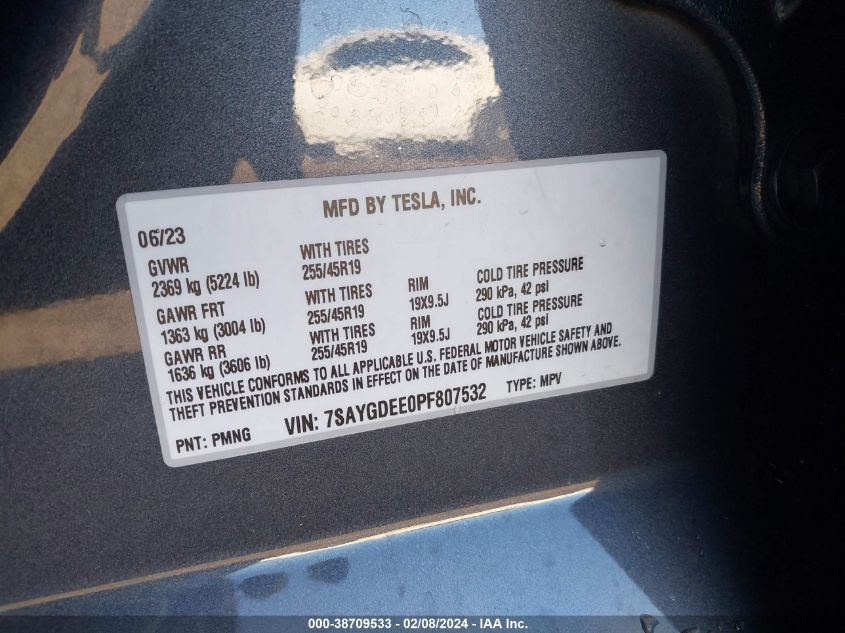 MFD BY TESLA, INC.
06/23
GVWR WITH TIRES
2369 kg (5224 lb) 255/45R19
GAWR FRT WITH TIRES RIM COLD TIRE PRESSURE
1363 kg (3004 lb) 255/45R19 19X9.5J 290 kPa, 42 psi
GAWR RR WITH TIRES RIM COLD TIRE PRESSURE
1636 kg (3606 lb) 255/45R19 19X9.5J 290 kPa, 42 psi
THIS VEHICLE CONFORMS TO ALL APPLICABLE U.S. FEDERAL MOTOR VEHICLE SAFETY AND
THEFT PREVENTION STANDARDS IN EFFECT ON THE DATE OF MANUFACTURE SHOWN ABOVE.
PNT: PMNG VIN: 7SAYGDEE0PF807532 TYPE: MPV
000-38709533 - 02/08/2024 - IAA Inc.